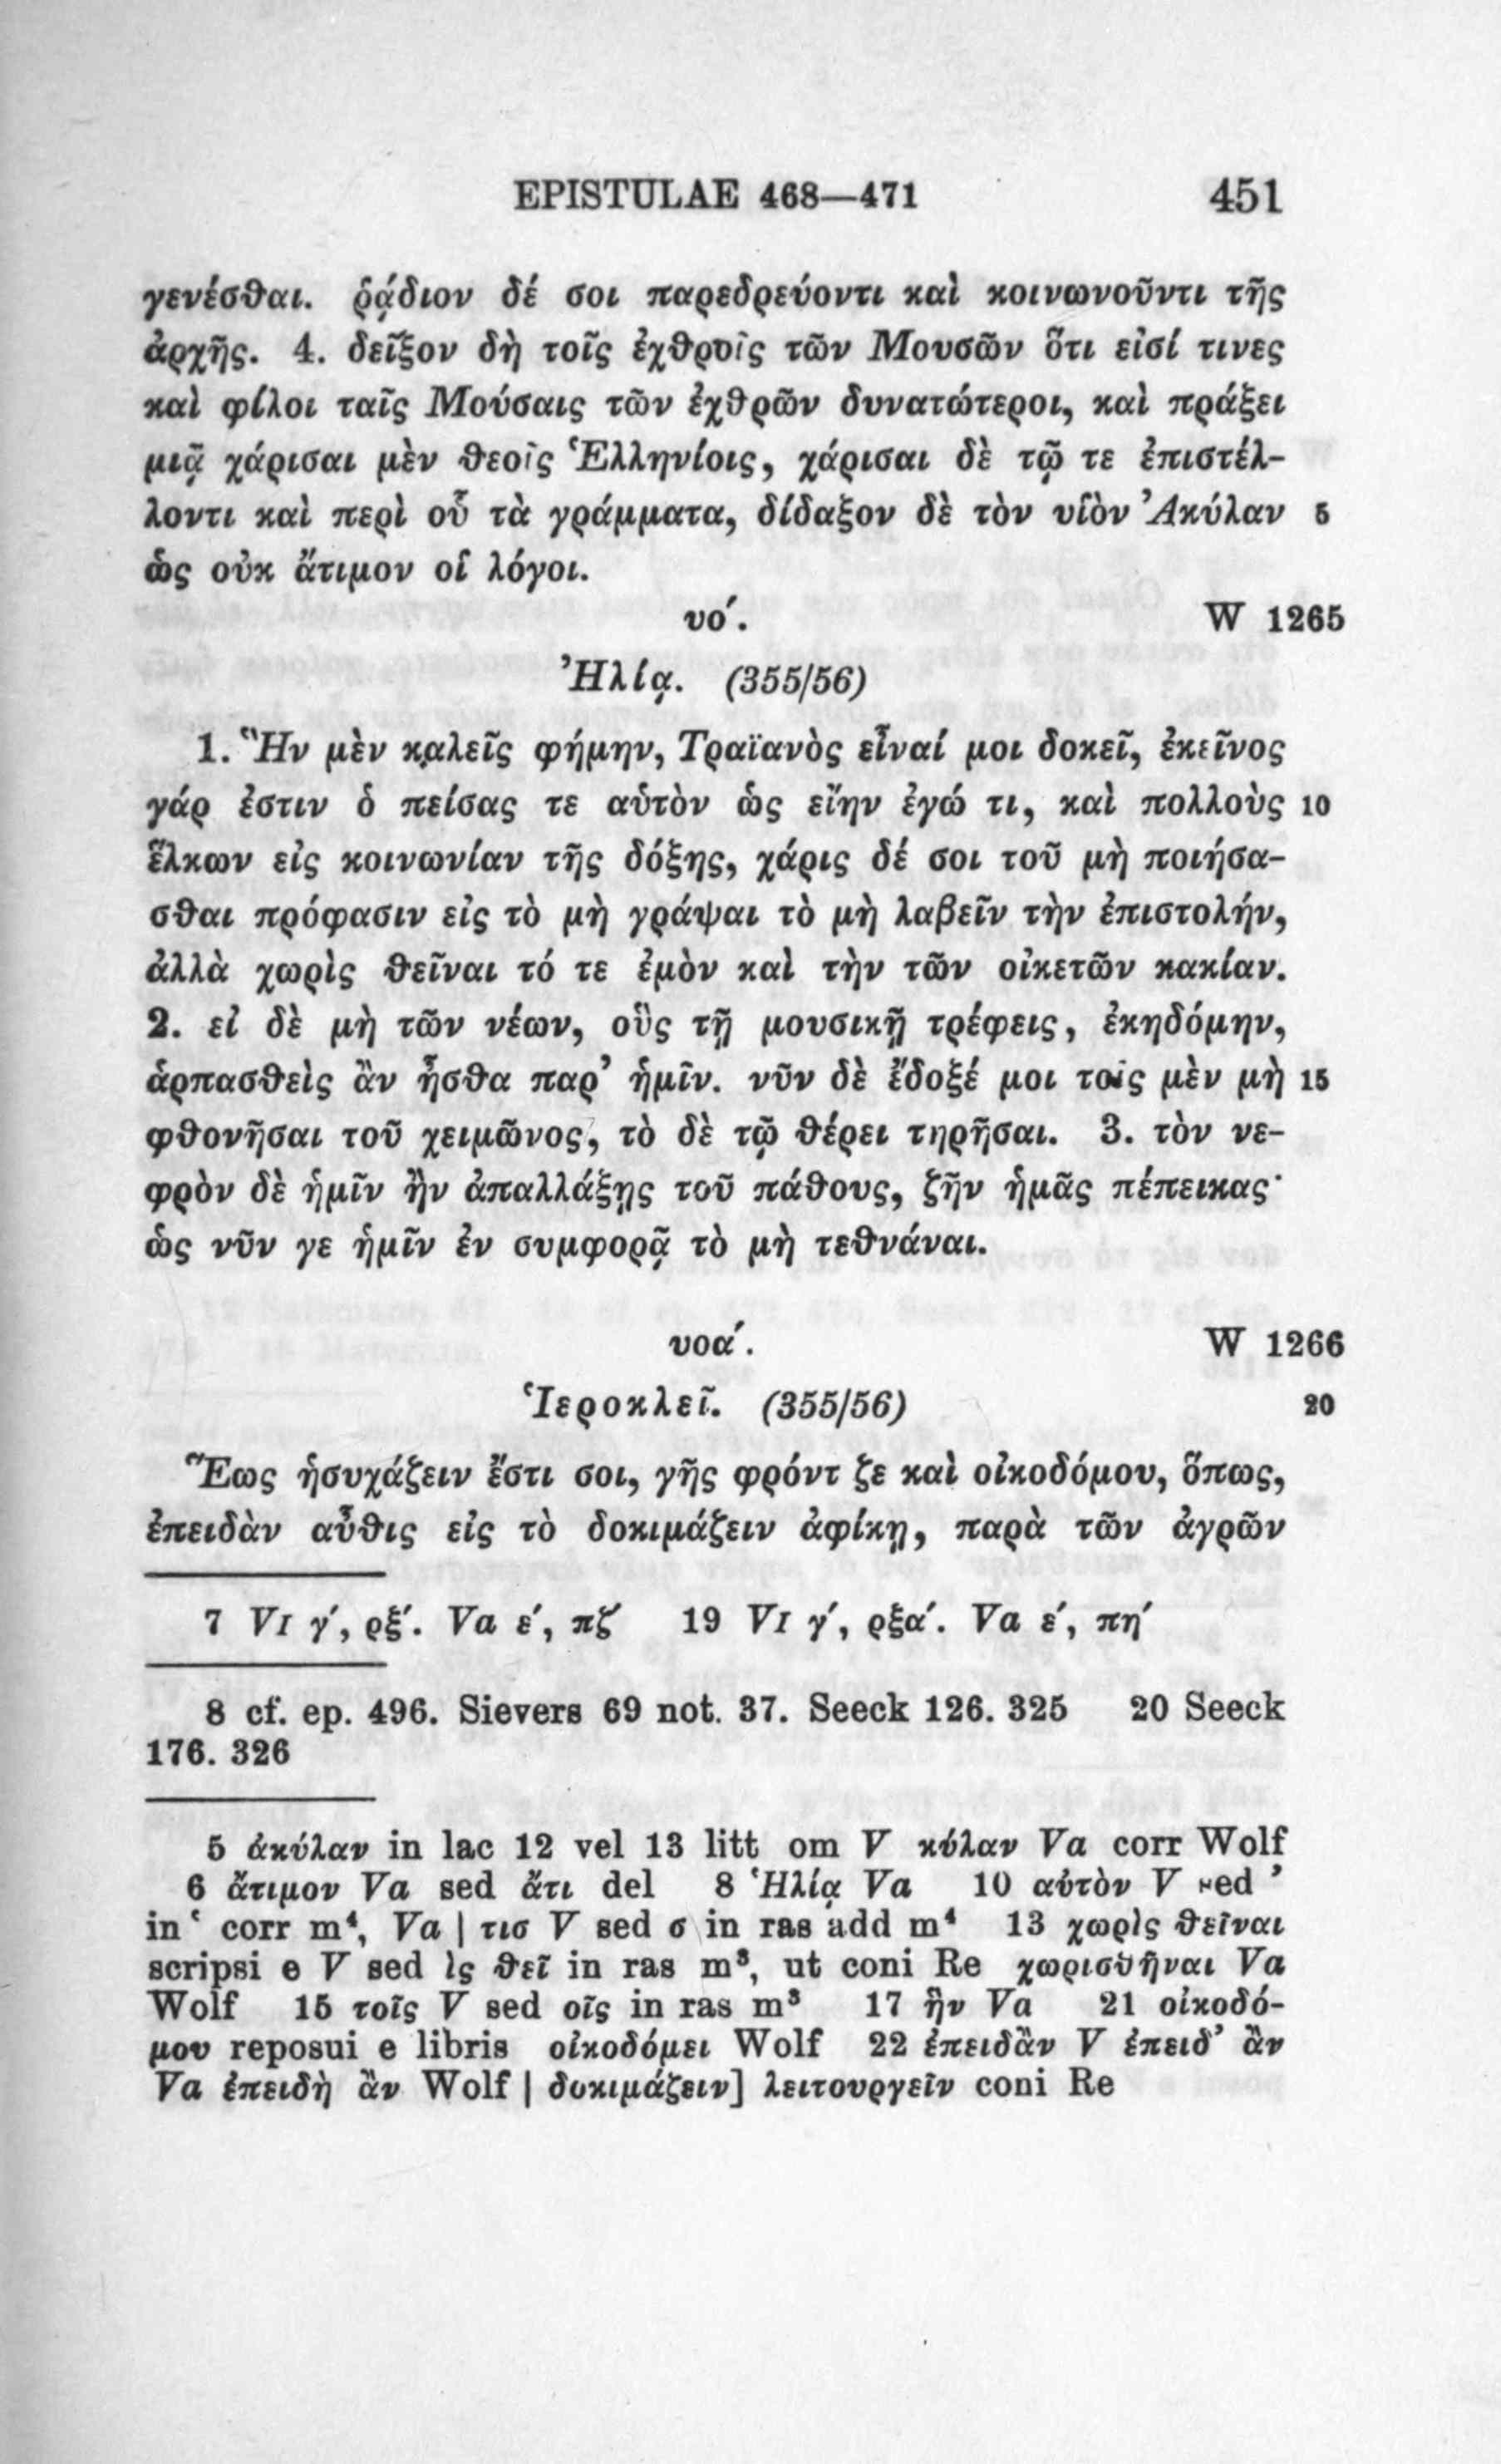 EPISTULAE 468—471 451
γενέσθαι. ῥᾴδιον δέ σοι παρεδρεύοντι καὶ κοινωνοῦντι τῆς
ἀρχῆς. 4. δεῖξον δὴ τοῖς ἐχθροῖς τῶν Μουσῶν ὅτι εἰσί τινες
καὶ φίλοι ταῖς Μούσαις τῶν ἐχθρῶν δυνατώτεροι, καὶ πράξει
μιᾷ χάρισαι μὲν θεοῖς Ἑλληνίοις, χάρισαι δὲ τῷ τε ἐπιστέλ-
λοντι καὶ περὶ οὗ τὰ γράμματα, δίδαξον δὲ τὸν υἱὸν Ἀκύλαν 5
ὡς οὐκ ἄτιμον οἱ λόγοι.
υο΄. W 1265
Ἠλίᾳ. (355/56)
1. Ἣν μὲν καλεῖς φήμην, Τραϊανὸς εἶναί μοι δοκεῖ, ἐκεῖνος
γάρ ἐστιν ὁ πείσας τε αὑτὸν ὡς εἴην ἐγώ τι, καὶ πολλοὺς 10
ἕλκων εἰς κοινωνίαν τῆς δόξης, χάρις δέ σοι τοῦ μὴ ποιήσα-
σθαι πρόφασιν εἰς τὸ μὴ γράψαι τὸ μὴ λαβεῖν τὴν ἐπιστολήν,
ἀλλὰ χωρὶς θεῖναι τό τε ἐμὸν καὶ τὴν τῶν οἰκετῶν κακίαν.
2. εἰ δὲ μὴ τῶν νέων, οὓς τῇ μουσικῇ τρέφεις, ἐκηδόμην,
ἁρπασθεὶς ἂν ἦσθα παρ’ ἡμῖν. νῦν δὲ ἔδοξέ μοι τοῖς μὲν μὴ 15
φθονῆσαι τοῦ χειμῶνος, τὸ δὲ τῷ θέρει τηρῆσαι. 3. τὸν νε-
φρὸν δὲ ἡμῖν ἢν ἀπαλλάξῃς τοῦ πάθους, ζῆν ἡμᾶς πέπεικας·
ὡς νῦν γε ἡμῖν ἐν συμφορᾷ τὸ μὴ τεθνάναι.
υοα΄. W 1266
Ἱεροκλεῖ. (355/56) 20
Ἕως ἡσυχάζειν ἔστι σοι, γῆς φρόντ ζε καὶ οἰκοδόμου, ὅπως,
ἐπειδὰν αὖθις εἰς τὸ δοκιμάζειν ἀφίκῃ, παρὰ τῶν ἀγρῶν
7 VI γ΄, ρξ΄. Va ε΄, πζ΄ 19 VI γ΄, ρξα΄. Va ε΄, πη΄
8 cf. ep. 496. Sievers 69 not. 37. Seeck 126. 325 20 Seeck
176. 326
5 ἀκύλαν in lac 12 vel 13 litt om V κύλαν Va corr Wolf
6 ἄτιμον Va sed ἄτι del 8 Ἡλίᾳ Va 10 αὐτὸν V sed ᾿
in ῾ corr m⁴, Va | τισ V sed σ in ras add m⁴ 13 χωρὶς θεῖναι
scripsi e V sed ὶς θεῖ in ras m³, ut coni Re χωρισθῆναι Va
Wolf 15 τοῖς V sed οῖς in ras m³ 17 ἣν Va 21 οἰκοδό-
μου reposui e libris οἰκοδόμει Wolf 22 ἐπειδἂν V ἐπειδ’ ἂν
Va ἐπειδὴ ἂν Wolf | δοκιμάζειν] λειτουργεῖν coni Re